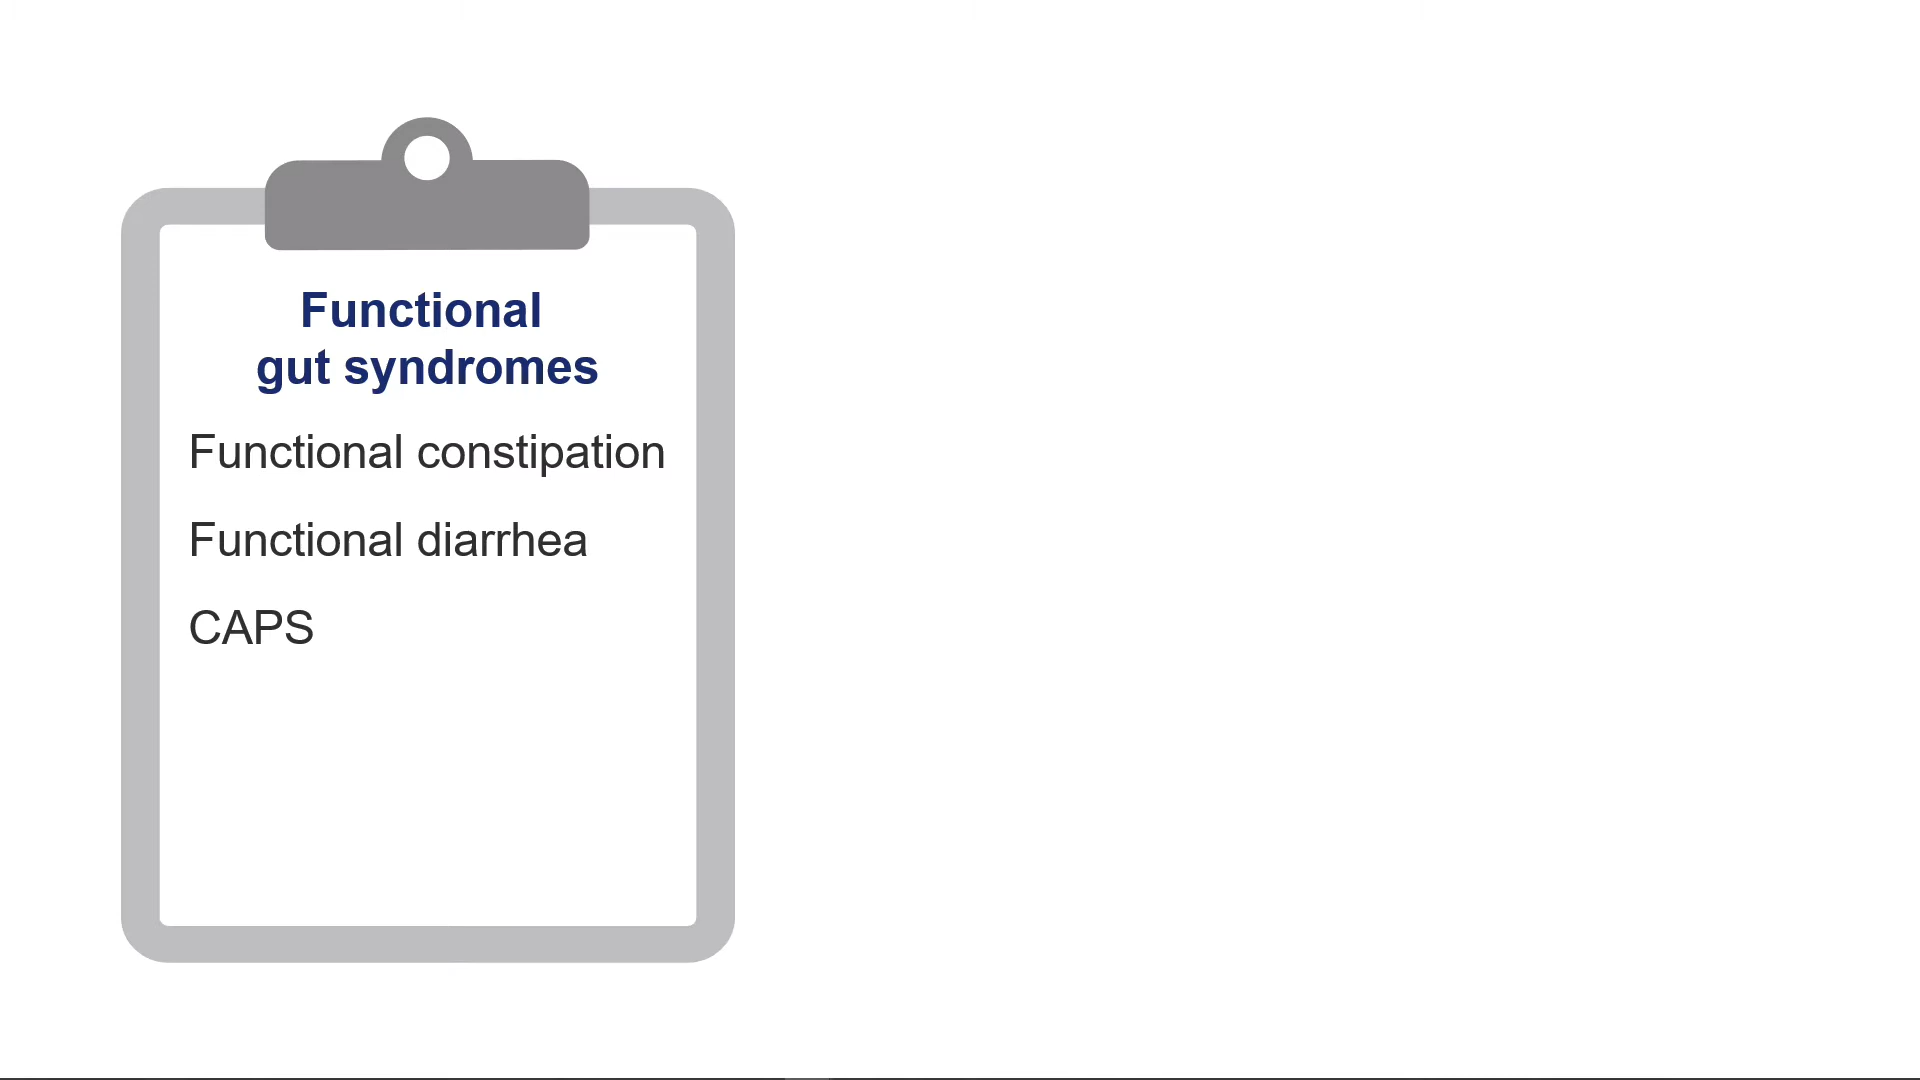 Functional
gut syndromes
Functional constipation
Functional diarrhea
CAPS